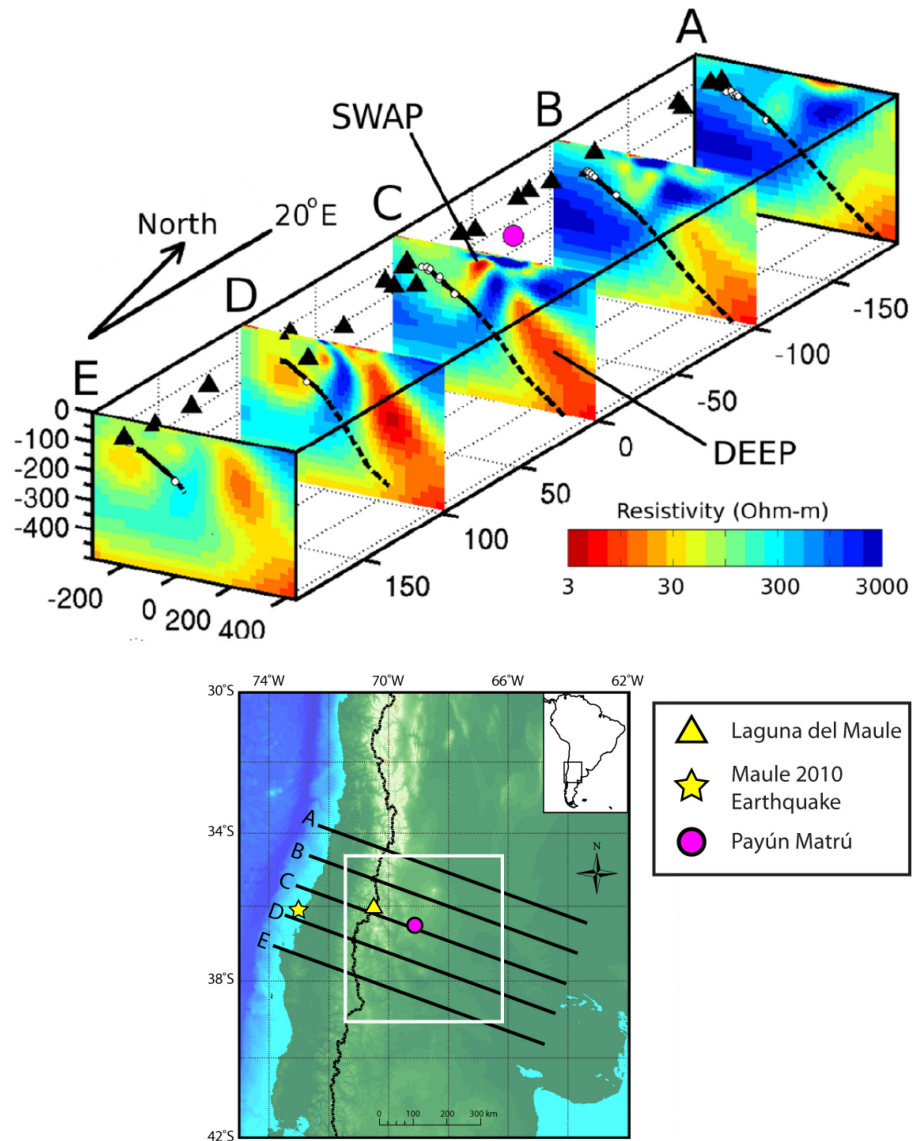 A
SWAP
B
C
North
20°E
D
E
0
-100
-200
-300
-400
-200
0
200
400
150
100
50
0
-50
-100
-150
DEEP
Resistivity (Ohm-m)
3 30 300 3000
74°W 70°W 66°W 62°W
30°S
34°S
38°S
42°S
A
B
C
D
E
N
0 100 200 300 km
Laguna del Maule
Maule 2010
Earthquake
Payún Matrú